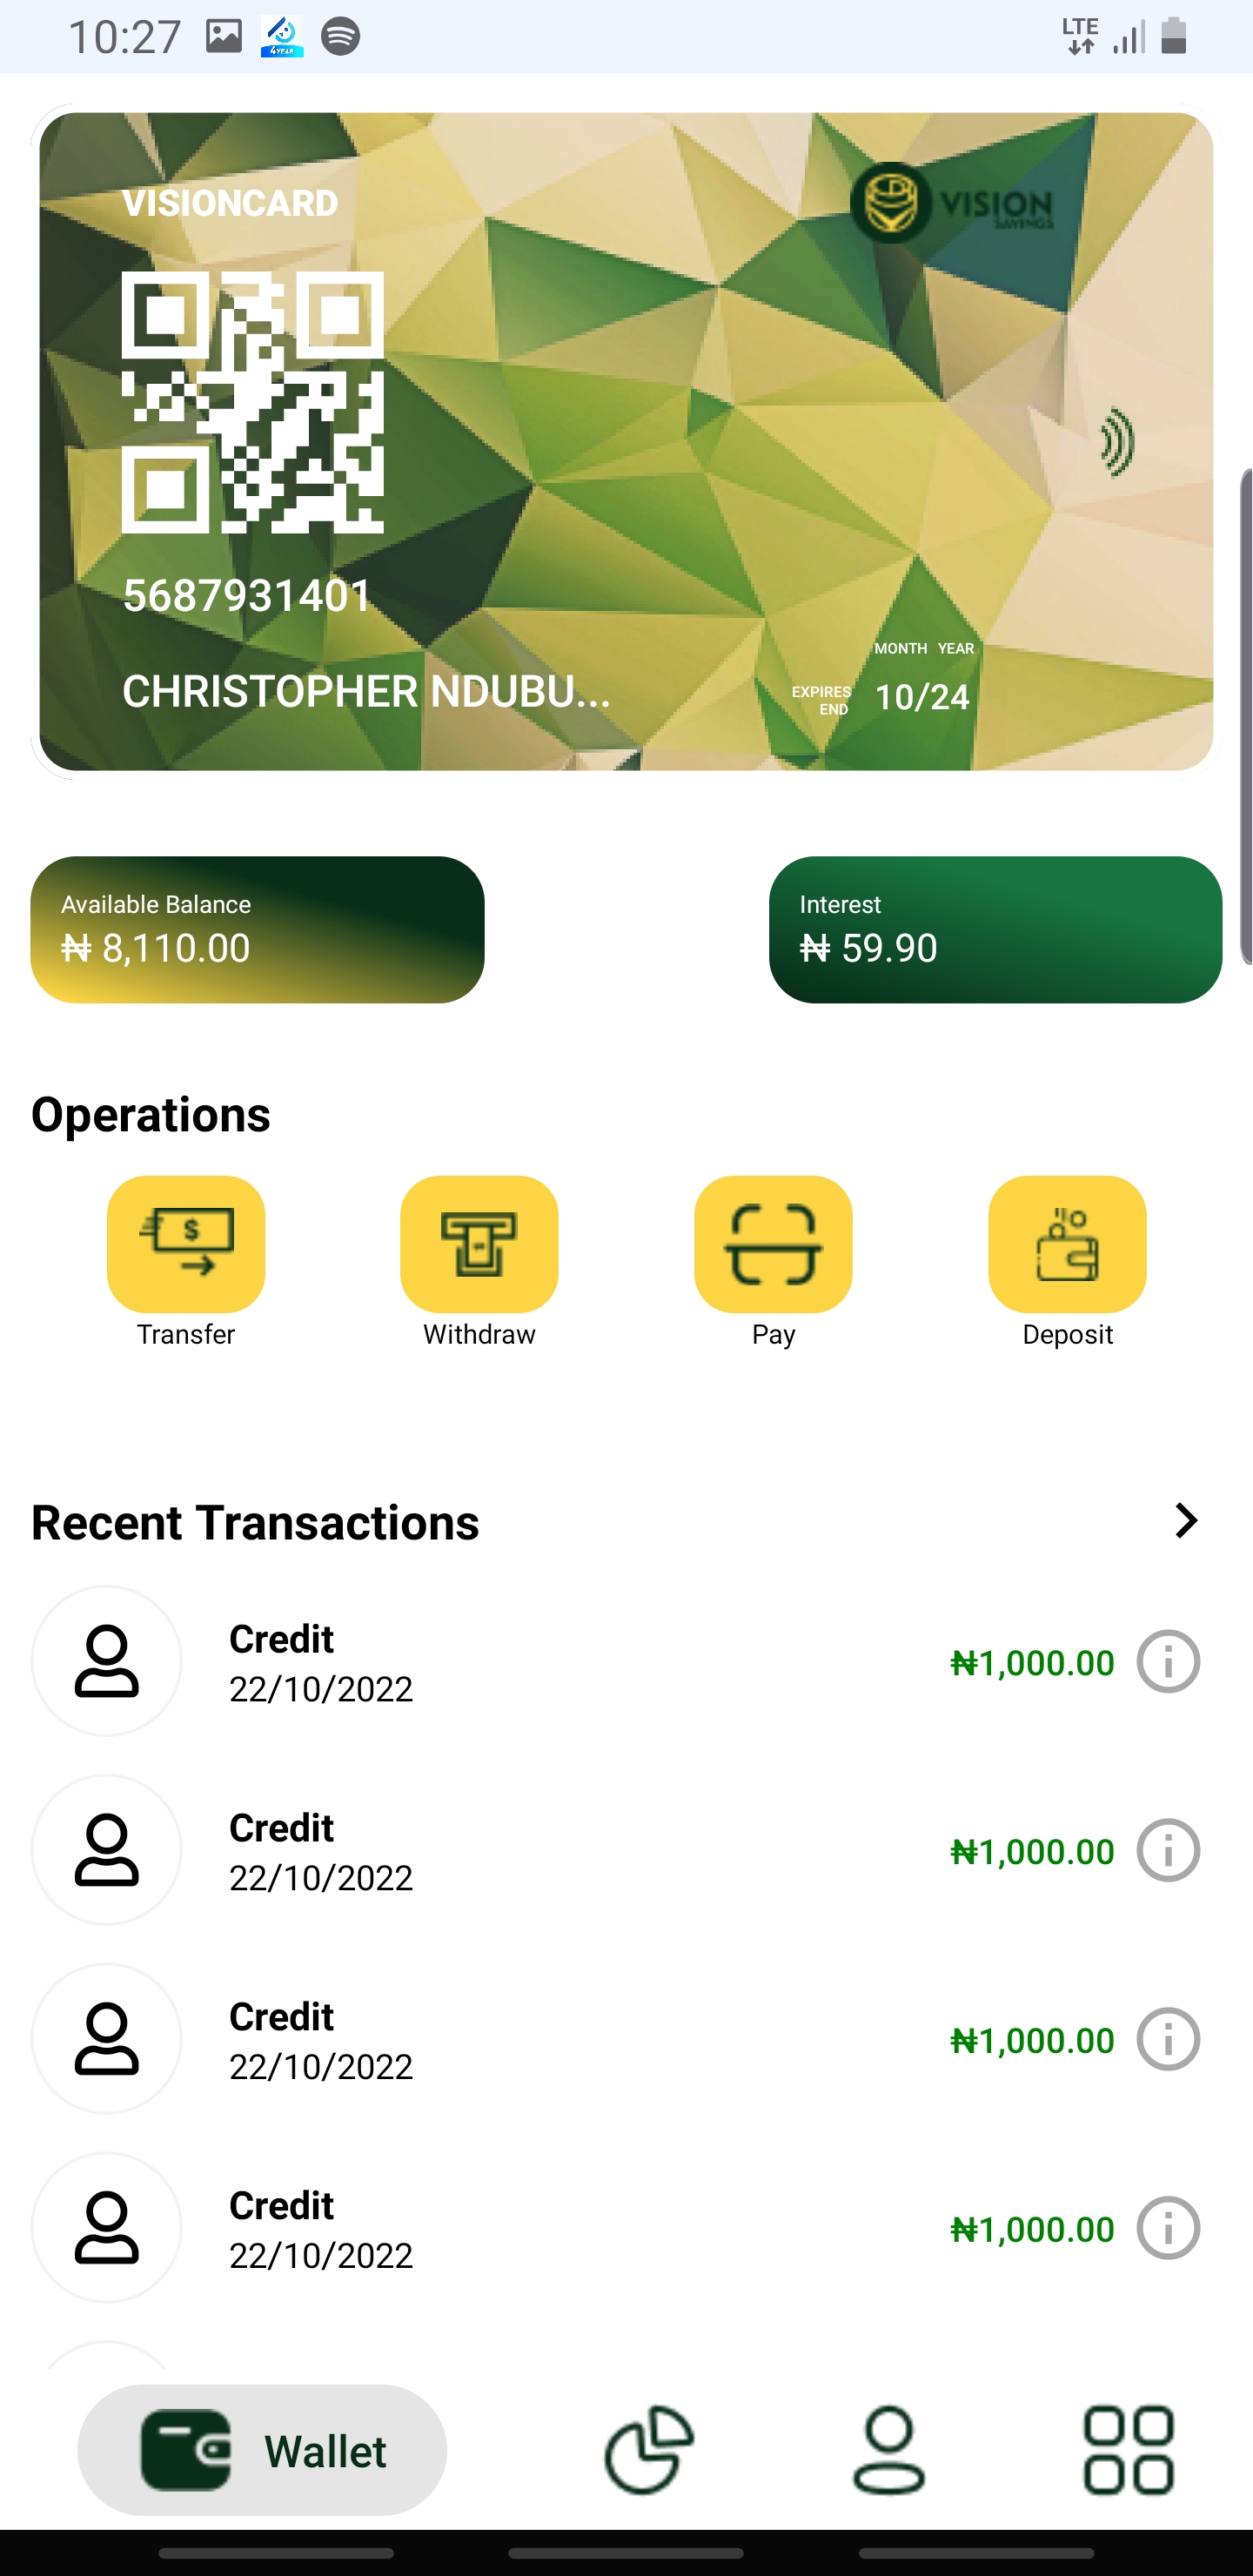 10:27
4 YEAR
LTE
VISIONCARD
VISION
SAVINGS
5687931401
MONTH YEAR
CHRISTOPHER NDUBU...
EXPIRES END 10/24
Available Balance
₦ 8,110.00
Interest
₦ 59.90
Operations
$
Transfer
Withdraw
Pay
Deposit
Recent Transactions
Credit
22/10/2022
₦1,000.00
Credit
22/10/2022
₦1,000.00
Credit
22/10/2022
₦1,000.00
Credit
22/10/2022
₦1,000.00
Wallet